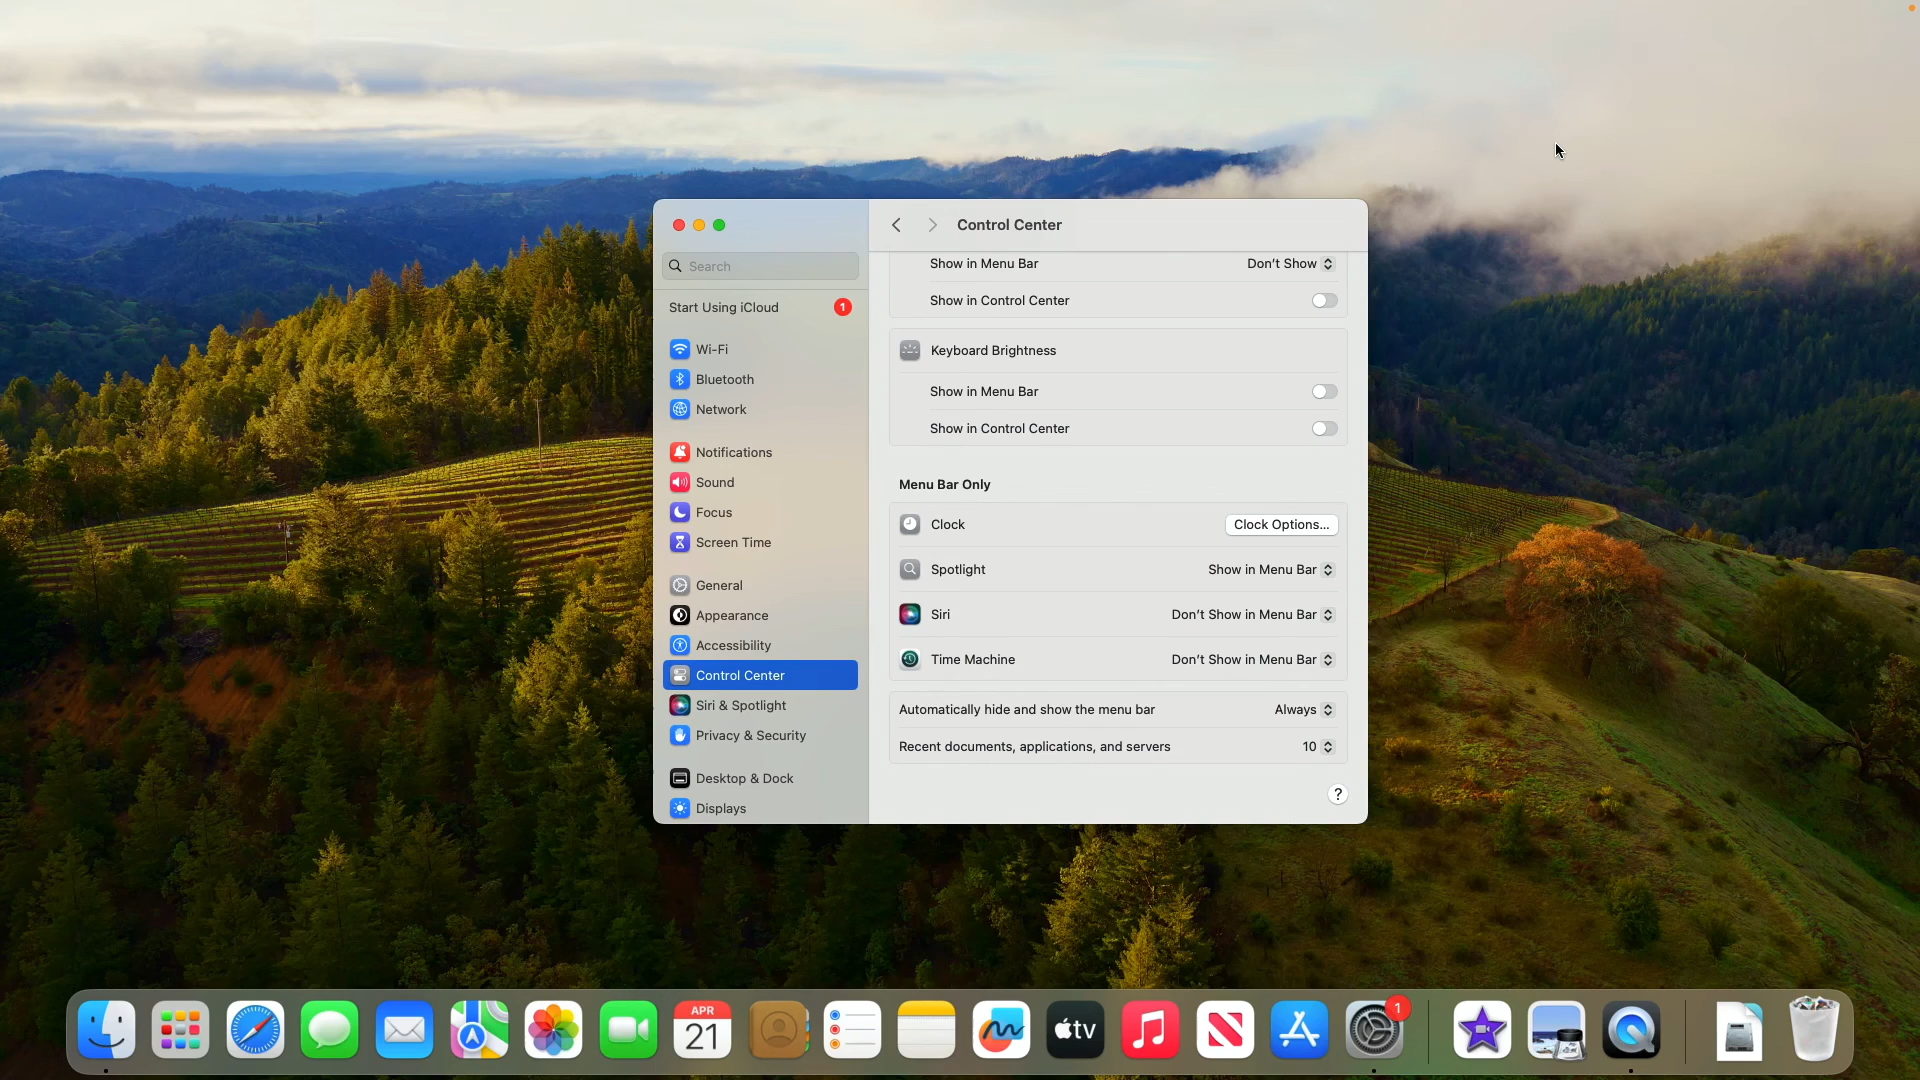 Control Center
Search
Start Using iCloud 1
Wi-Fi
Bluetooth
Network
Notifications
Sound
Focus
Screen Time
General
Appearance
Accessibility
Control Center
Siri & Spotlight
Privacy & Security
Desktop & Dock
Displays
Show in Menu Bar Don't Show
Show in Control Center
Keyboard Brightness
Show in Menu Bar
Show in Control Center
Menu Bar Only
Clock Clock Options...
Spotlight Show in Menu Bar
Siri Don't Show in Menu Bar
Time Machine Don't Show in Menu Bar
Automatically hide and show the menu bar Always
Recent documents, applications, and servers 10
?
APR
21
tv
1